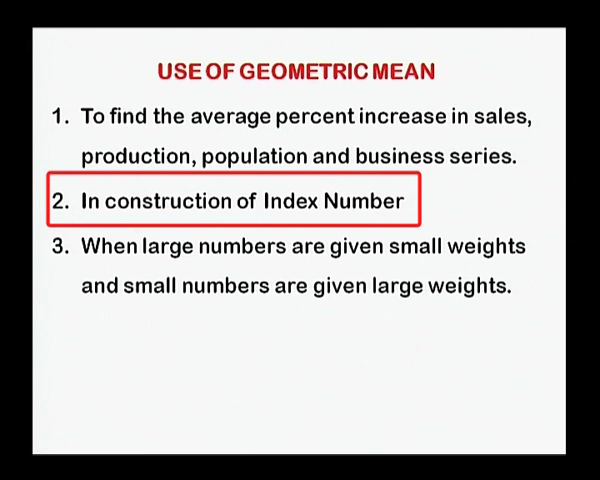 USE OF GEOMETRIC MEAN
1. To find the average percent increase in sales,
production, population and business series.
2. In construction of Index Number
3. When large numbers are given small weights
and small numbers are given large weights.